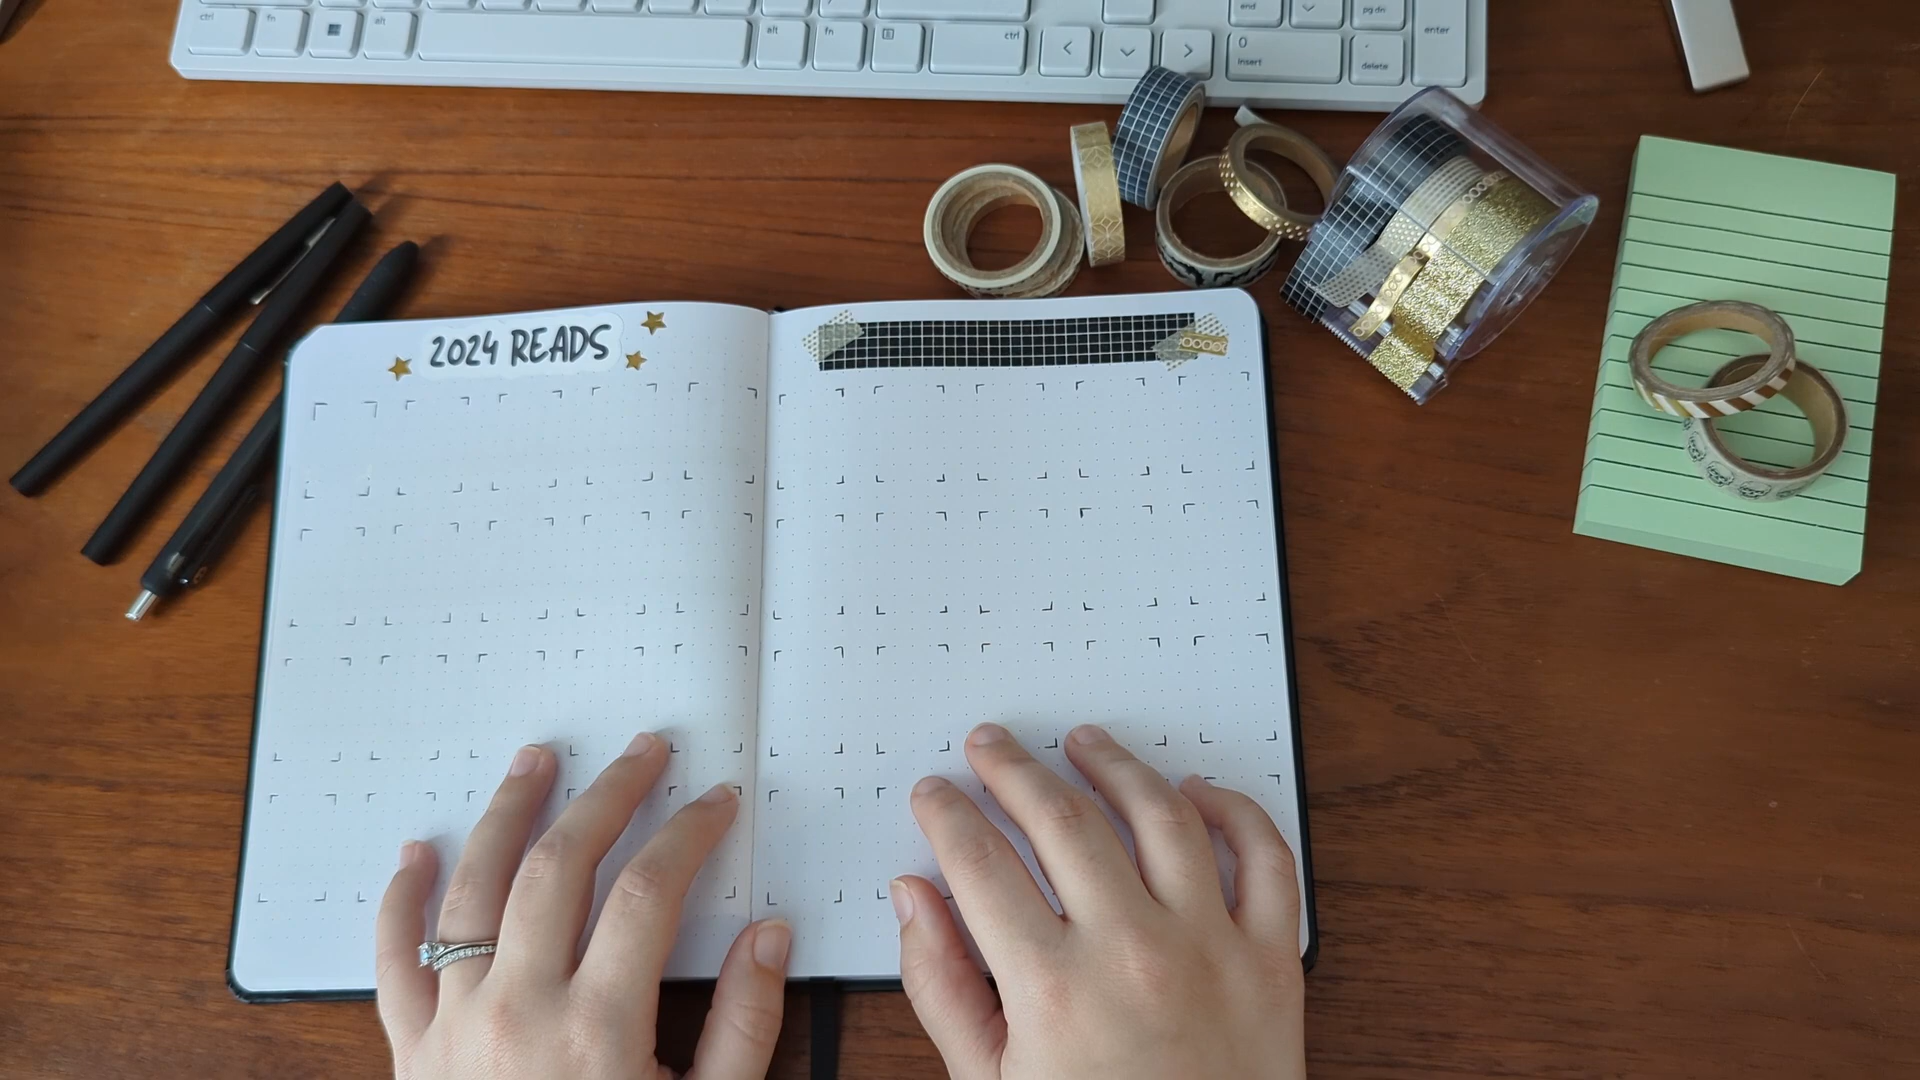 ctrl fn alt alt fn ctrl end pg dn enter
0
insert . delete
2024 READS